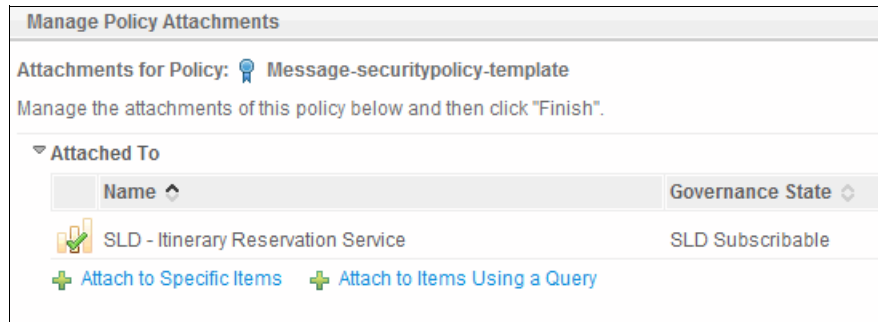 Manage Policy Attachments
Attachments for Policy: Message-securitypolicy-template
Manage the attachments of this policy below and then click "Finish".
Attached To
Name Governance State
SLD - Itinerary Reservation Service SLD Subscribable
Attach to Specific Items Attach to Items Using a Query